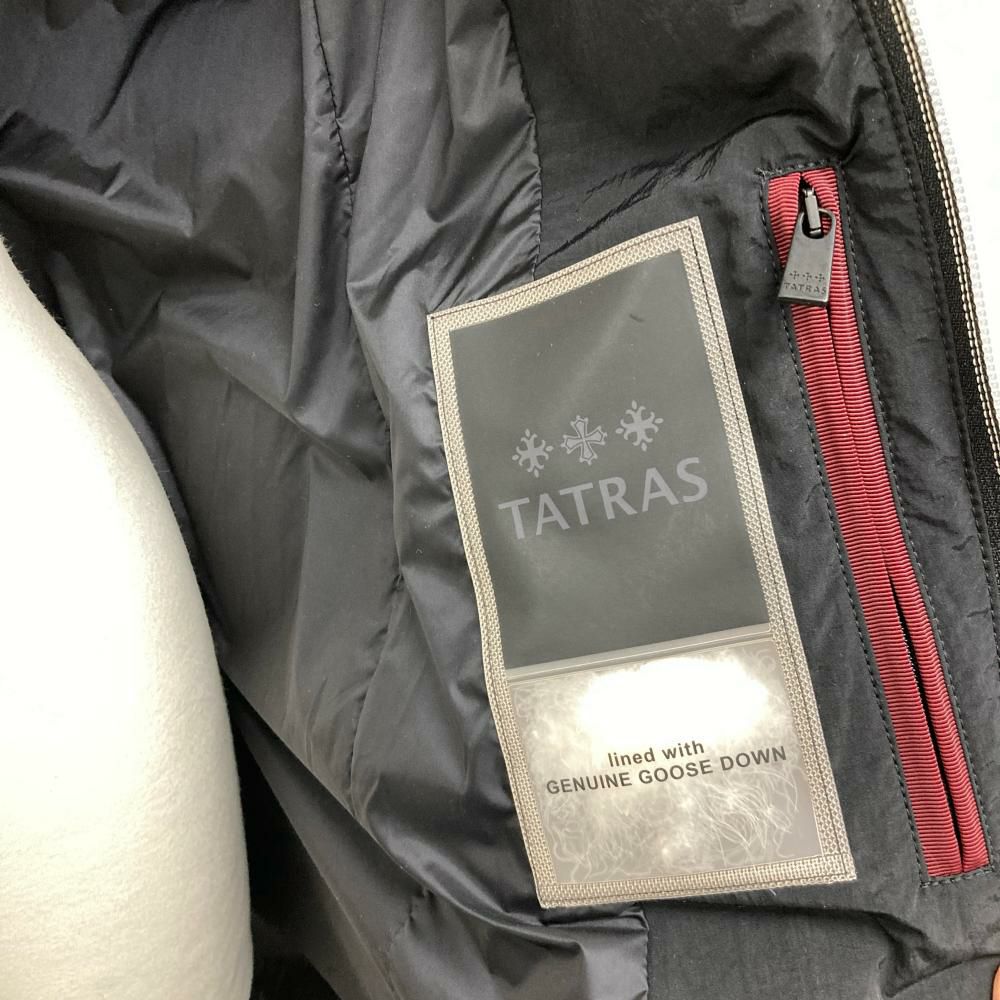 TATRAS
TATRAS
lined with
GENUINE GOOSE DOWN